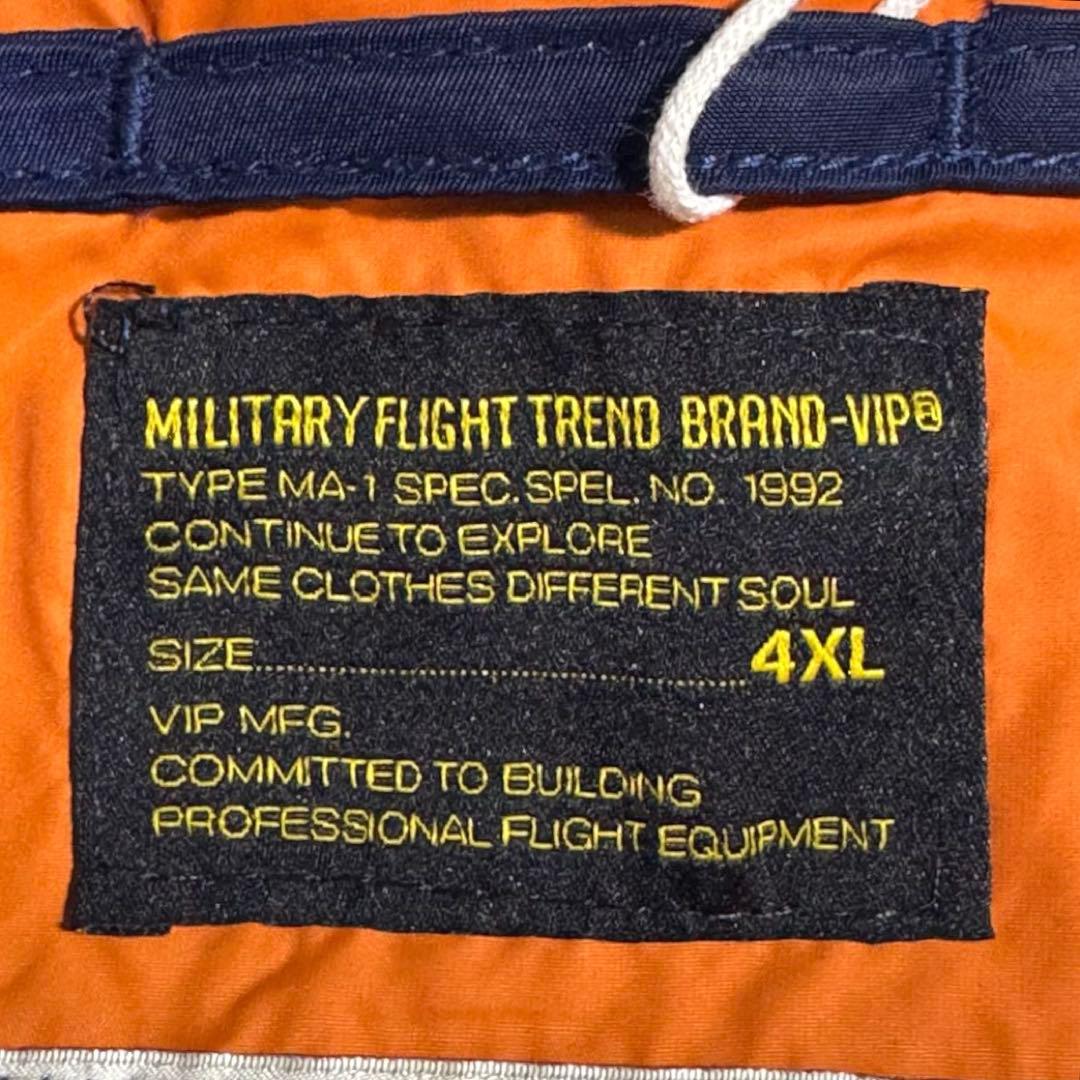 MILITARY FLIGHT TREND BRAND-VIP®
TYPE MA-1 SPEC. SPEL. NO. 1992
CONTINUE TO EXPLORE
SAME CLOTHES DIFFERENT SOUL
SIZE........................................4XL
VIP MFG.
COMMITTED TO BUILDING
PROFESSIONAL FLIGHT EQUIPMENT